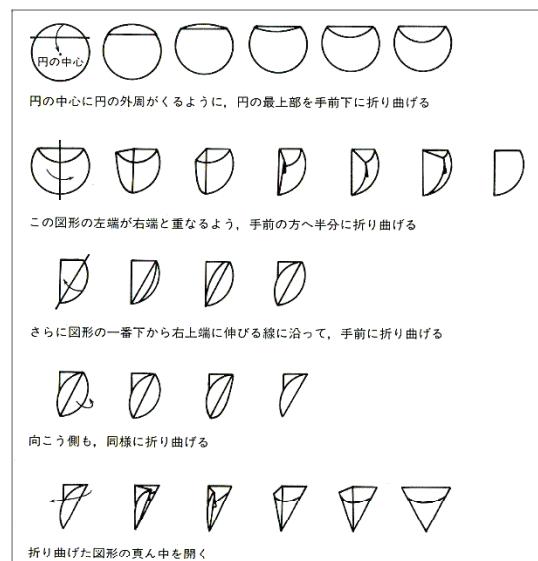 円の中心
円の中心に円の外周がくるように，円の最上部を手前下に折り曲げる
この図形の左端が右端と重なるよう，手前の方へ半分に折り曲げる
さらに図形の一番下から右上端に伸びる線に沿って，手前に折り曲げる
向こう側も，同様に折り曲げる
折り曲げた図形の真ん中を開く